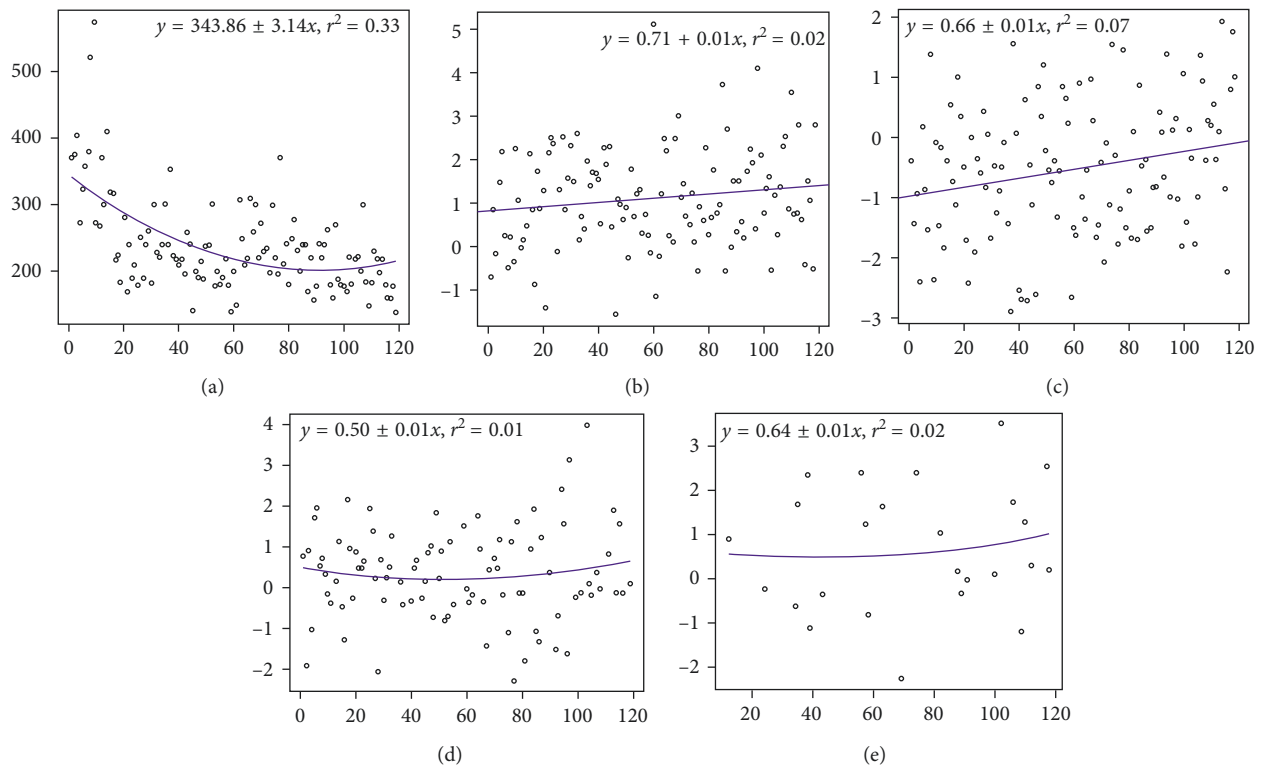 y = 343.86 ± 3.14x, r² = 0.33
500
400
300
200
0 20 40 60 80 100 120
(a)
y = 0.71 + 0.01x, r² = 0.02
5
4
3
2
1
0
−1
0 20 40 60 80 100 120
(b)
y = 0.66 ± 0.01x, r² = 0.07
2
1
0
−1
−2
−3
0 20 40 60 80 100 120
(c)
y = 0.50 ± 0.01x, r² = 0.01
4
3
2
1
0
−1
−2
0 20 40 60 80 100 120
(d)
y = 0.64 ± 0.01x, r² = 0.02
3
2
1
0
−1
−2
20 40 60 80 100 120
(e)